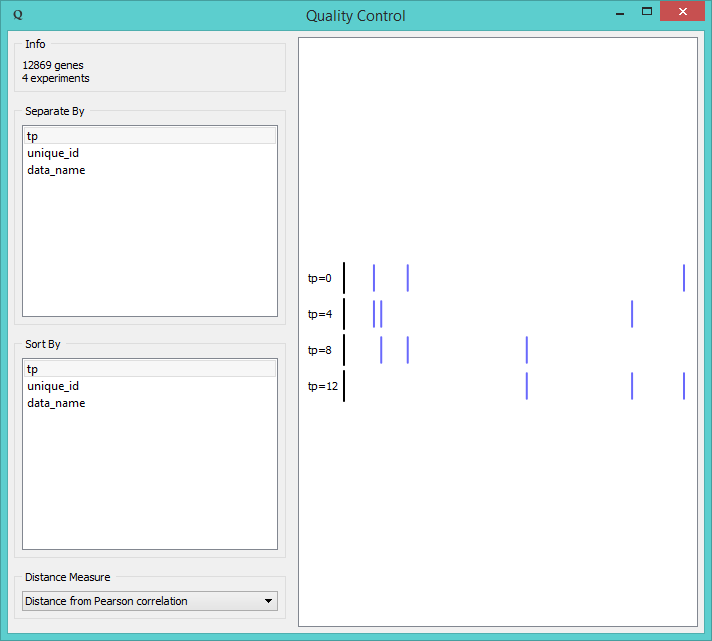 Q
Quality Control
Info
12869 genes
4 experiments
Separate By
tp
unique_id
data_name
Sort By
tp
unique_id
data_name
Distance Measure
Distance from Pearson correlation
tp=0
tp=4
tp=8
tp=12